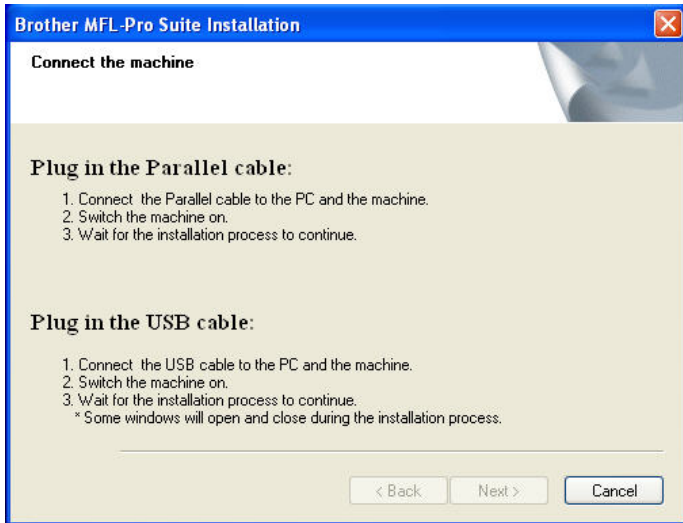 Brother MFL-Pro Suite Installation
Connect the machine
Plug in the Parallel cable:
1. Connect the Parallel cable to the PC and the machine.
2. Switch the machine on.
3. Wait for the installation process to continue.
Plug in the USB cable:
1. Connect the USB cable to the PC and the machine.
2. Switch the machine on.
3. Wait for the installation process to continue.
* Some windows will open and close during the installation process.
< Back Next > Cancel